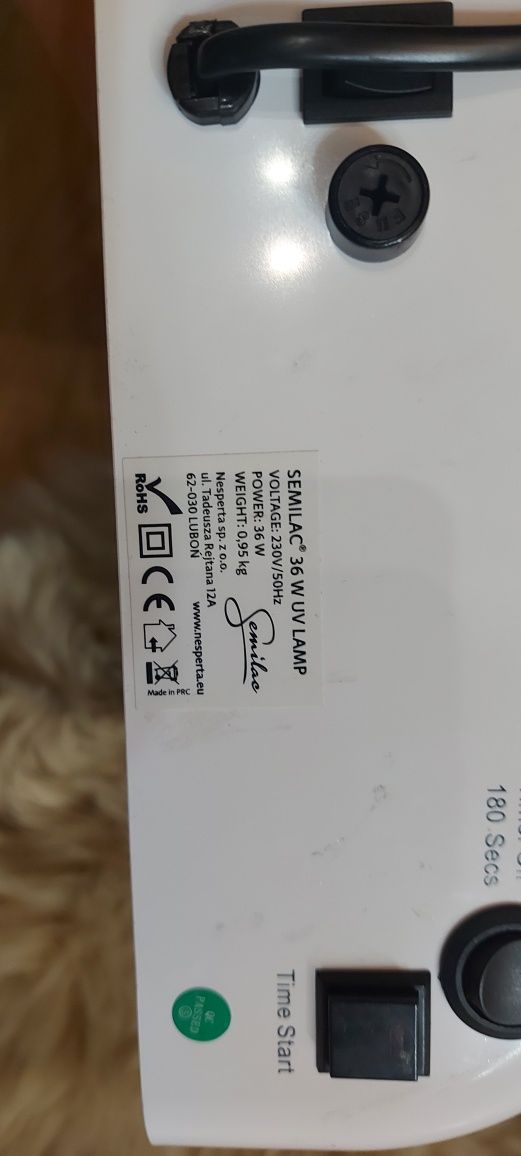 SEMILAC® 36 W UV LAMP
VOLTAGE: 230V/50Hz
POWER: 36 W
WEIGHT: 0,95 kg
Semilac
Nesperta sp. z o.o.
ul. Tadeusza Rejtana 12A
62-030 LUBOŃ
www.nesperta.eu
RoHS
CE
Made in PRC
180 Secs
Time Start
QC
PASSED